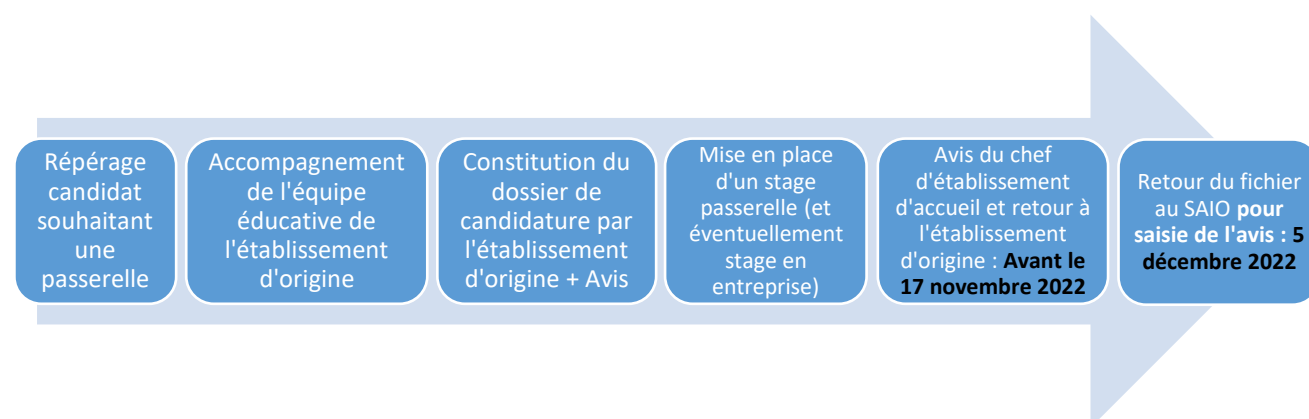 Répérage
candidat
souhaitant
une
passerelle
Accompagnement
de l'équipe
éducative de
l'établissement
d'origine
Constitution du
dossier de
candidature par
l'établissement
d'origine + Avis
Mise en place
d'un stage
passerelle (et
éventuellement
stage en
entreprise)
Avis du chef
d'établissement
d'accueil et retour à
l'établissement
d'origine : Avant le
17 novembre 2022
Retour du fichier
au SAIO pour
saisie de l'avis : 5
décembre 2022